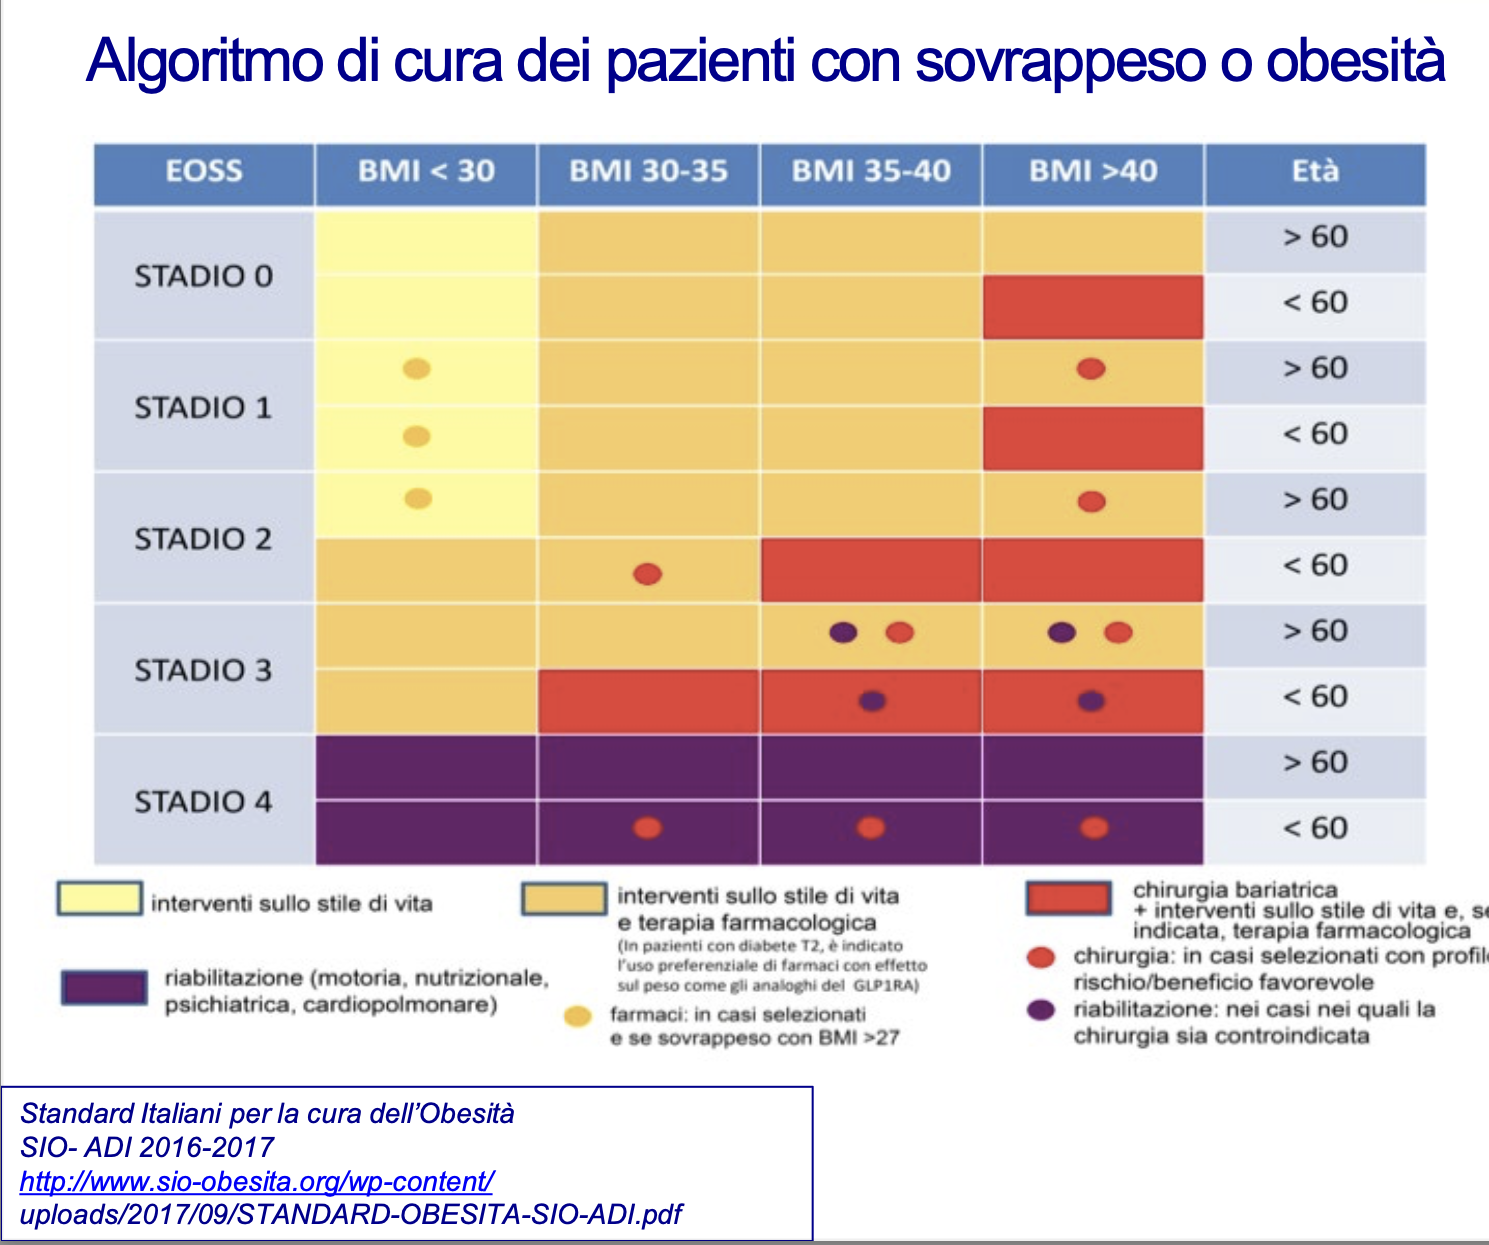 Algoritmo di cura dei pazienti con sovrappeso o obesità
EOSS BMI < 30 BMI 30-35 BMI 35-40 BMI >40 Età
STADIO 0
> 60
< 60
STADIO 1
> 60
< 60
STADIO 2
> 60
< 60
STADIO 3
> 60
< 60
STADIO 4
> 60
< 60
interventi sullo stile di vita
riabilitazione (motoria, nutrizionale,
psichiatrica, cardiopolmonare)
interventi sullo stile di vita
e terapia farmacologica
(In pazienti con diabete T2, è indicato
l'uso preferenziale di farmaci con effetto
sul peso come gli analoghi del GLP1RA)
farmaci: in casi selezionati
e se sovrappeso con BMI >27
chirurgia bariatrica
+ interventi sullo stile di vita e, se
indicata, terapia farmacologica
chirurgia: in casi selezionati con profilo
rischio/beneficio favorevole
riabilitazione: nei casi nei quali la
chirurgia sia controindicata
Standard Italiani per la cura dell'Obesità
SIO- ADI 2016-2017
http://www.sio-obesita.org/wp-content/
uploads/2017/09/STANDARD-OBESITA-SIO-ADI.pdf